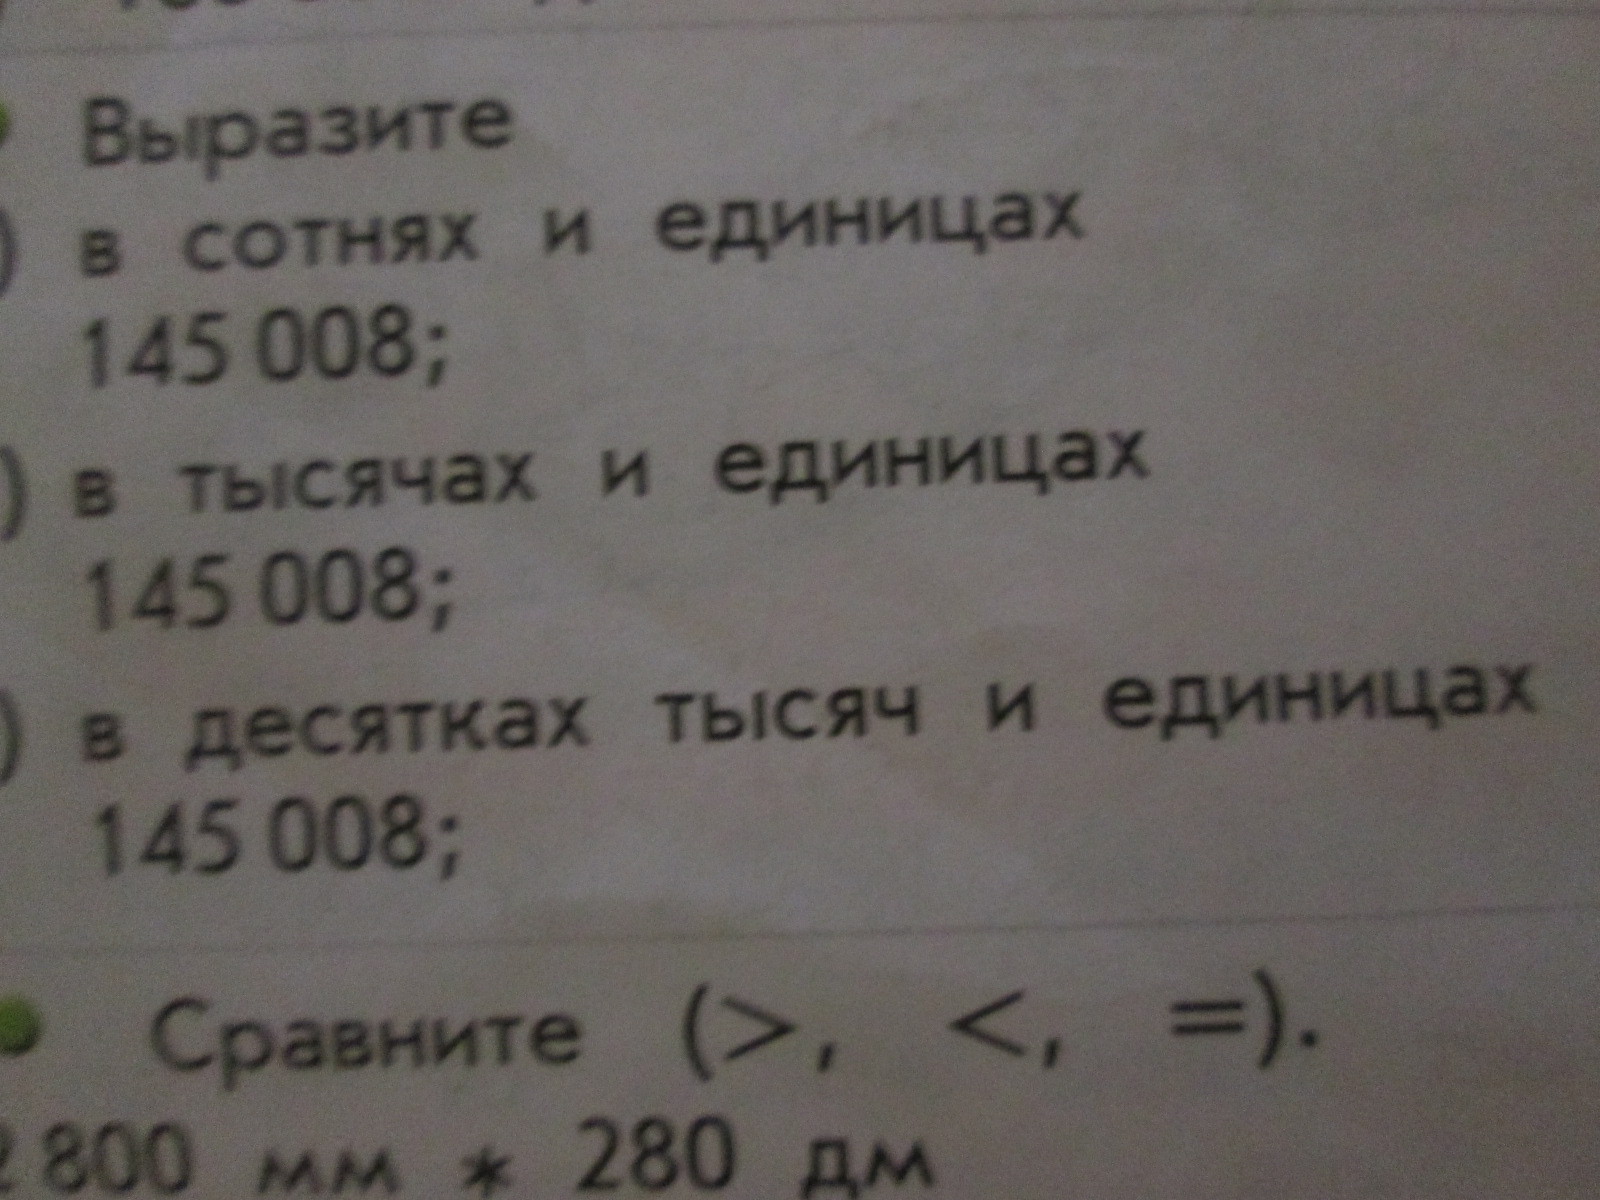 Выразите
) в сотнях и единицах
145 008;
) в тысячах и единицах
145 008;
) в десятках тысяч и единицах
145 008;
Сравните (>, <, =).
2 800 мм * 280 дм